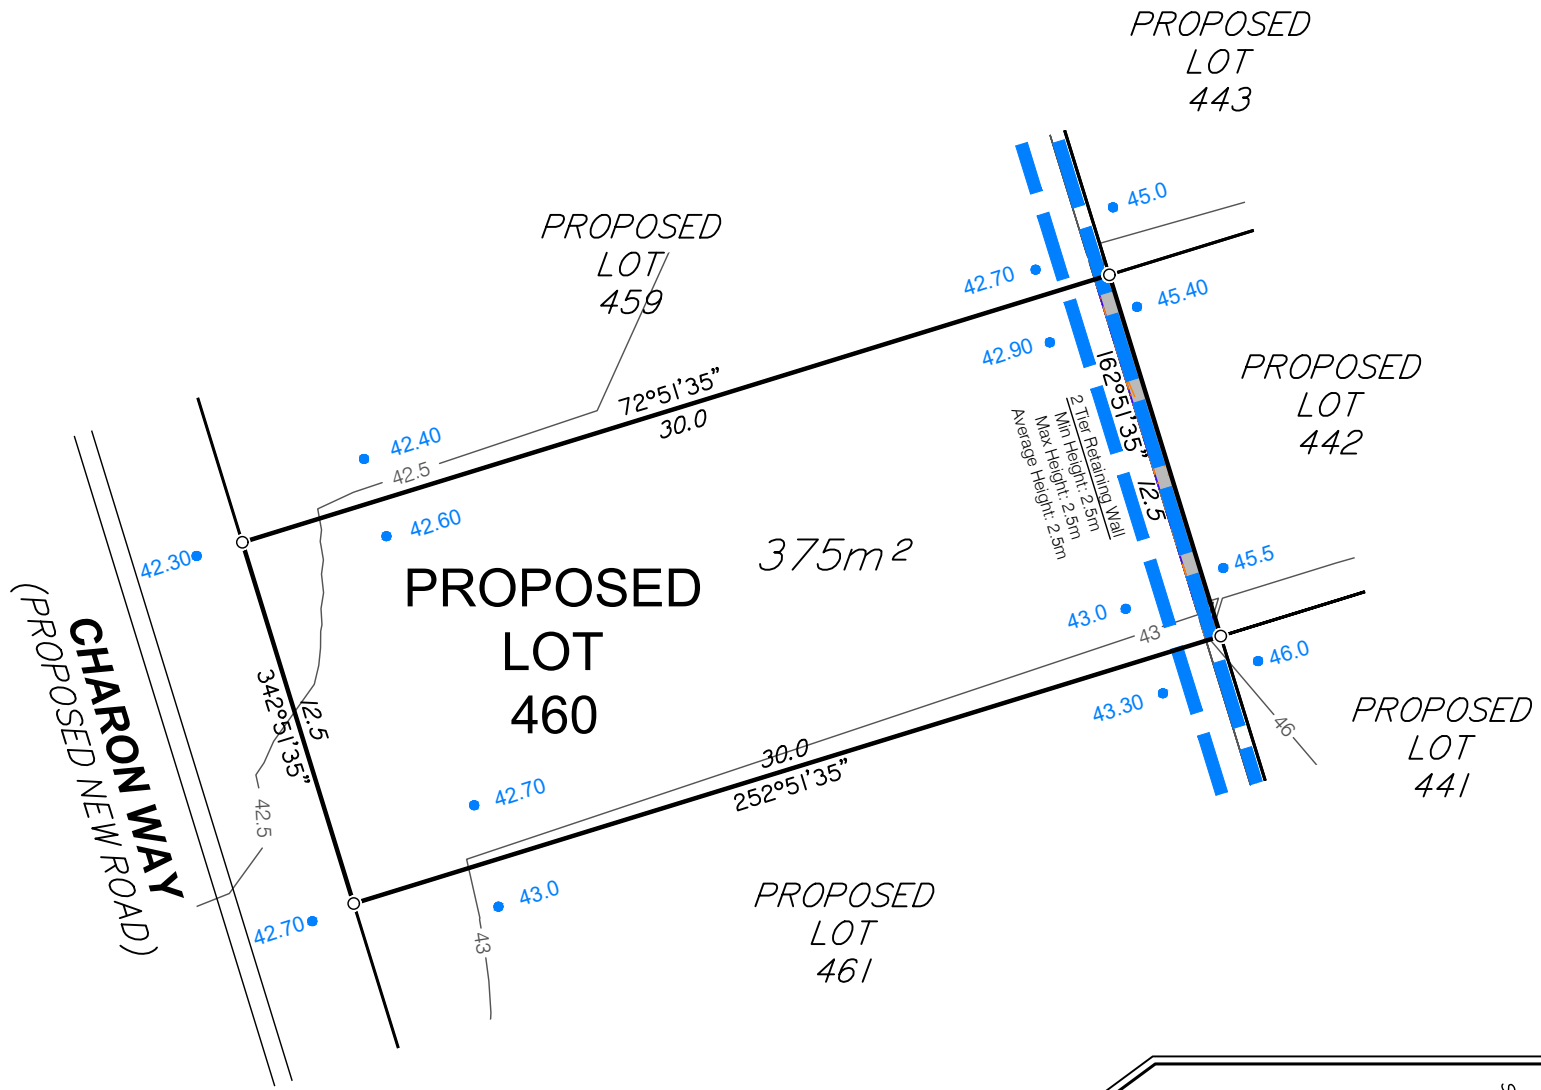 PROPOSED
LOT
443
45.0
PROPOSED
LOT
459
42.70
45.40
42.90
72°51'35"
30.0
162°51'35"
12.5
PROPOSED
LOT
442
2 Tier Retaining Wall
Min Height: 2.5m
Max Height: 2.5m
Average Height: 2.5m
42.40
42.5
42.60
42.30
375m²
PROPOSED
LOT
460
45.5
43.0
43
46.0
43.30
46
PROPOSED
LOT
441
CHARON WAY
(PROPOSED NEW ROAD)
342°51'35"
12.5
42.5
30.0
252°51'35"
42.70
43.0
42.70
43
PROPOSED
LOT
461